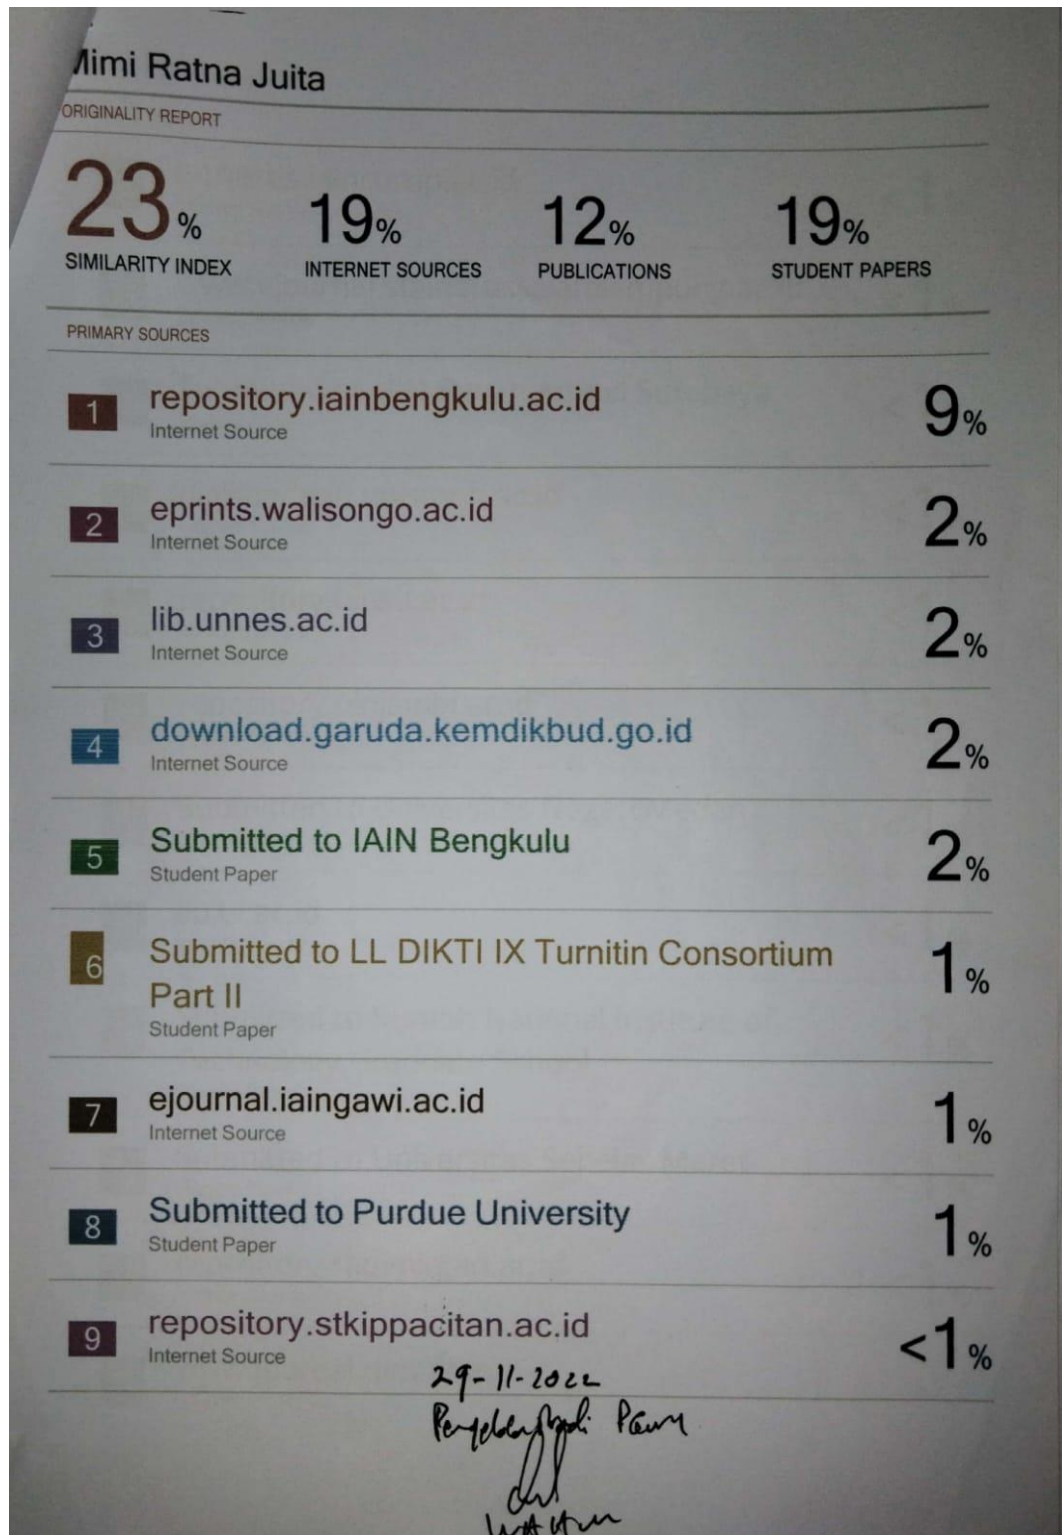 Mimi Ratna Juita
ORIGINALITY REPORT
23%
19%
12%
19%
SIMILARITY INDEX
INTERNET SOURCES
PUBLICATIONS
STUDENT PAPERS
PRIMARY SOURCES
1 repository.iainbengkulu.ac.id 9%
Internet Source
2 eprints.walisongo.ac.id 2%
Internet Source
3 lib.unnes.ac.id 2%
Internet Source
4 download.garuda.kemdikbud.go.id 2%
Internet Source
5 Submitted to IAIN Bengkulu 2%
Student Paper
6 Submitted to LL DIKTI IX Turnitin Consortium 1%
Part II
Student Paper
7 ejournal.iaingawi.ac.id 1%
Internet Source
8 Submitted to Purdue University 1%
Student Paper
9 repository.stkippacitan.ac.id <1%
Internet Source
29-11-2022